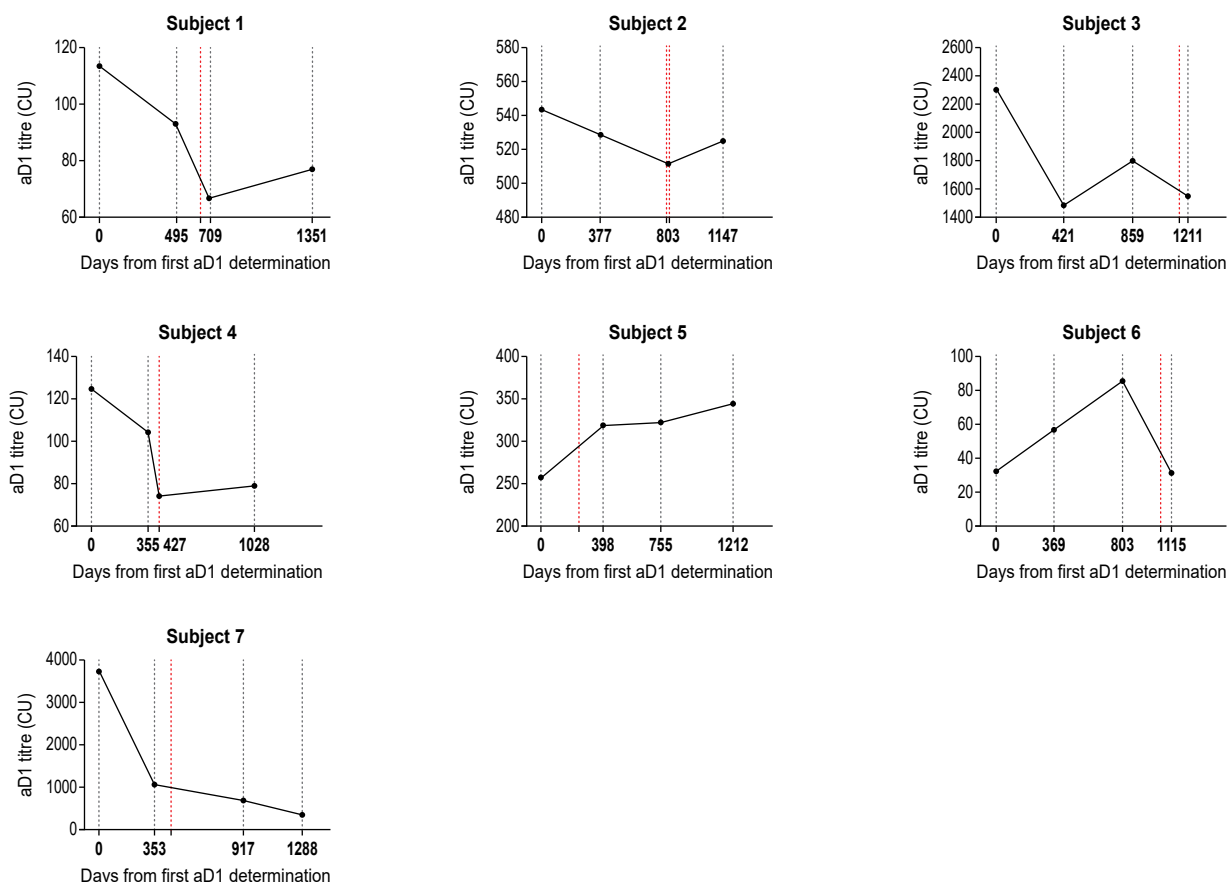 Subject 1
aD1 titre (CU)
120
100
80
60
0 495 709 1351
Days from first aD1 determination
Subject 2
aD1 titre (CU)
580
560
540
520
500
480
0 377 803 1147
Days from first aD1 determination
Subject 3
aD1 titre (CU)
2600
2400
2200
2000
1800
1600
1400
0 421 859 1211
Days from first aD1 determination
Subject 4
aD1 titre (CU)
140
120
100
80
60
0 355 427 1028
Days from first aD1 determination
Subject 5
aD1 titre (CU)
400
350
300
250
200
0 398 755 1212
Days from first aD1 determination
Subject 6
aD1 titre (CU)
100
80
60
40
20
0
0 369 803 1115
Days from first aD1 determination
Subject 7
aD1 titre (CU)
4000
3000
2000
1000
0
0 353 917 1288
Days from first aD1 determination